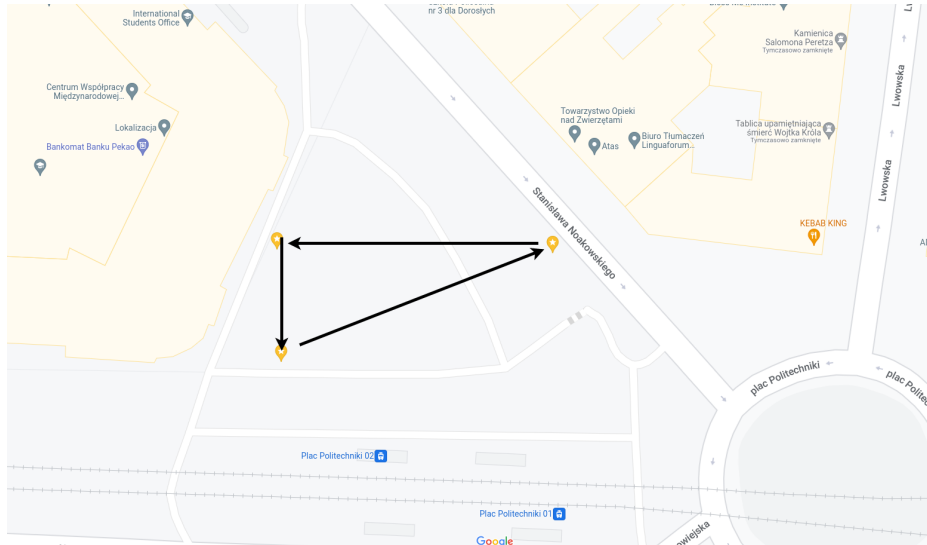 International
Students Office
nr 3 dla Dorosłych
Kamienica
Salomona Peretza
Tymczasowo zamknięte
Lwowska
Centrum Współpracy
Międzynarodowej...
Lokalizacja
Bankomat Banku Pekao
Towarzystwo Opieki
nad Zwierzętami
Atas
Biuro Tłumaczeń
Linguaforum...
Tablica upamiętniająca
śmierć Wojtka Króla
Tymczasowo zamknięte
Lwowska
Stanisława Noakowskiego
KEBAB KING
plac Politechniki
plac Polite
Plac Politechniki 02
Plac Politechniki 01
owiejska
Google